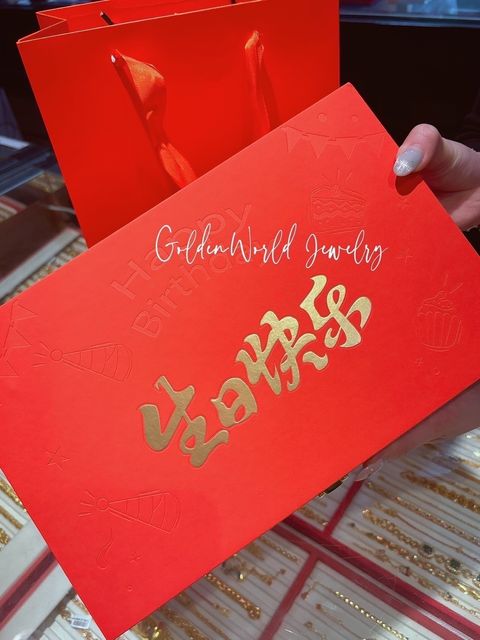 Happy
Birthday
GoldenWorld Jewelry
生日快乐